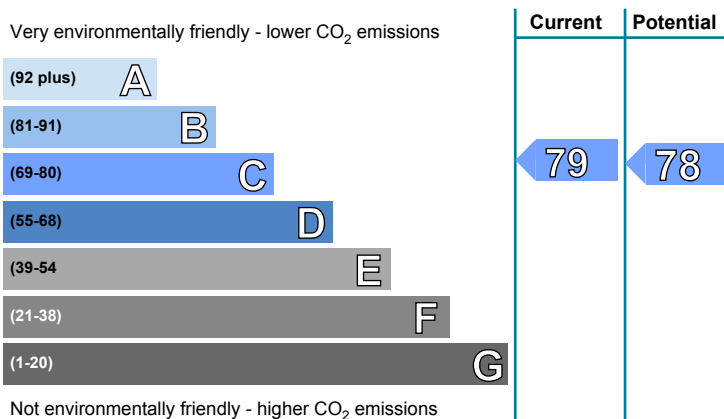 Current Potential
Very environmentally friendly - lower CO2 emissions
(92 plus) A
(81-91) B
(69-80) C 79 78
(55-68) D
(39-54 E
(21-38) F
(1-20) G
Not environmentally friendly - higher CO2 emissions